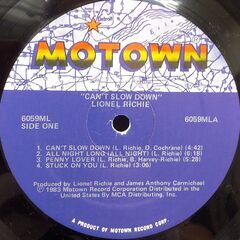 Detroit
MOTOWN
"CAN'T SLOW DOWN"
LIONEL RICHIE
6059ML 6059MLA
SIDE ONE
1. CAN'T SLOW DOWN (L. Richie, D. Cochrane) (4:42)
2. ALL NIGHT LONG (ALL NIGHT) (L. Richie) (6:18)
3. PENNY LOVER (L. Richie, B. Harvey-Richie) (5:28)
4. STUCK ON YOU (L. Richie) (3:06)
Produced by Lionel Richie and James Anthony Carmichael
© 1983 Motown Record Corporation Distributed in the
United States By MCA Distributing, Inc.
A PRODUCT OF MOTOWN RECORD CORP.